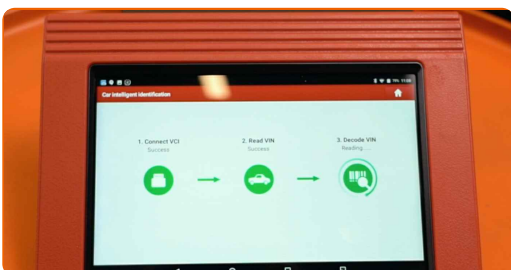 Car Intelligent Identification
1. Connect VCI
Success
2. Read VIN
Success
3. Decode VIN
Reading....